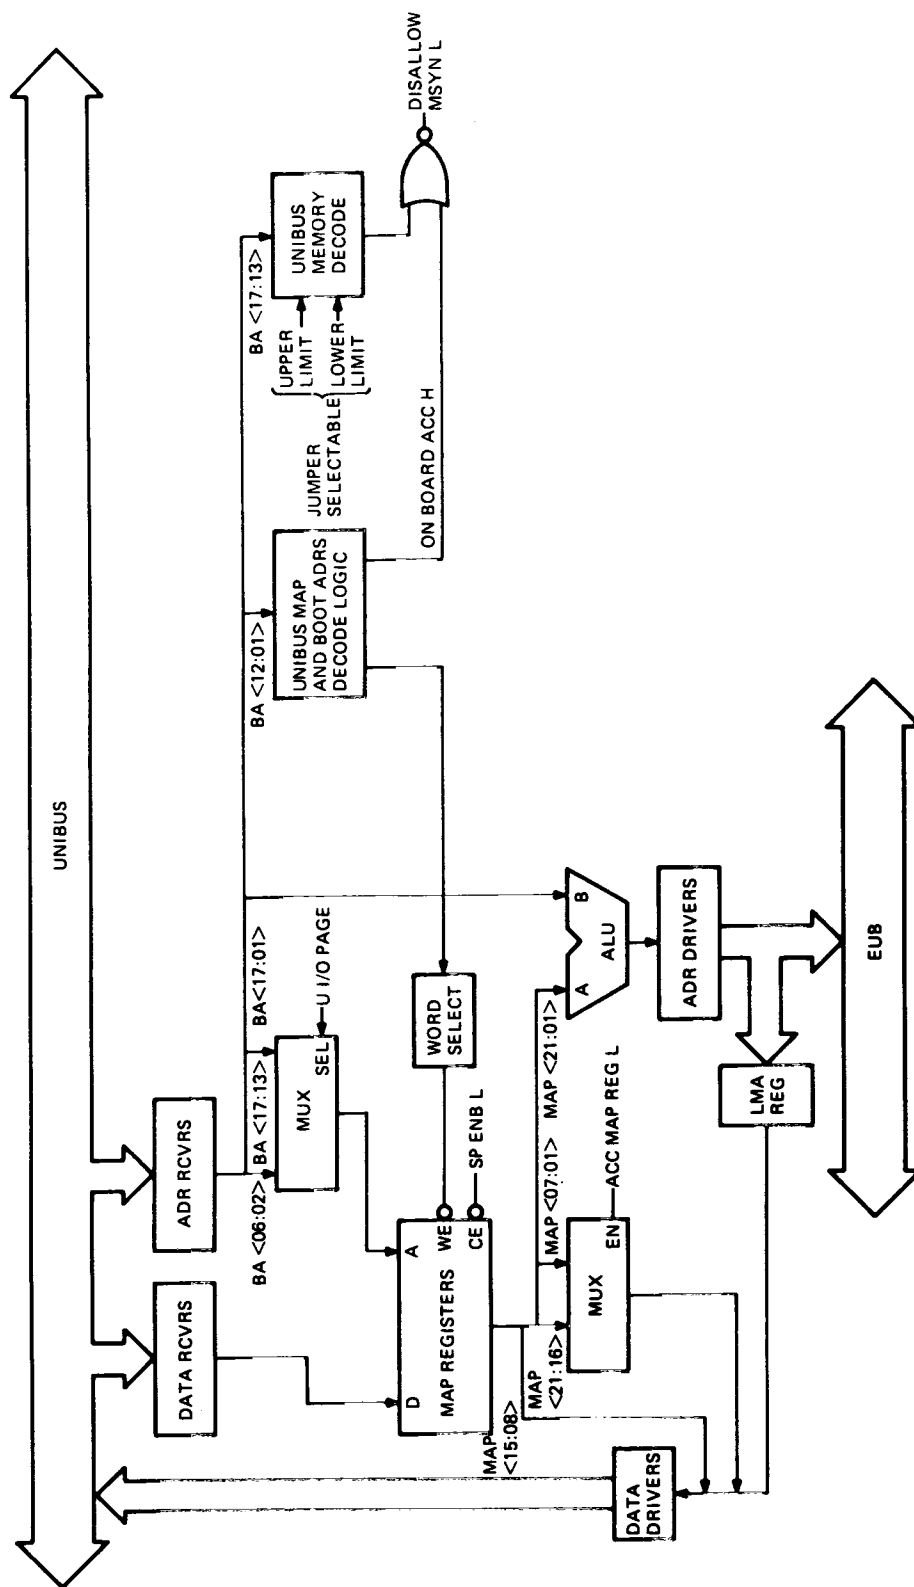 UNIBUS
DATA RCVRS
ADR RCVRS
BA <06:02>
BA <17:13>
BA<17:01>
BA <12:01>
BA <17:13>
MUX
SEL
U I/O PAGE
UNIBUS MAP
AND BOOT ADRS
DECODE LOGIC
JUMPER
SELECTABLE
UPPER
LIMIT
LOWER
LIMIT
UNIBUS
MEMORY
DECODE
ON BOARD ACC H
DISALLOW
MSYN L
D
A
MAP REGISTERS
WE
CE
WORD
SELECT
SP ENB L
MAP
<15:08>
MAP
<21:16>
MAP <07:01>
MAP <21:01>
MUX
EN
ACC MAP REG L
A
B
ALU
DATA
DRIVERS
LMA
REG
ADR DRIVERS
EUB